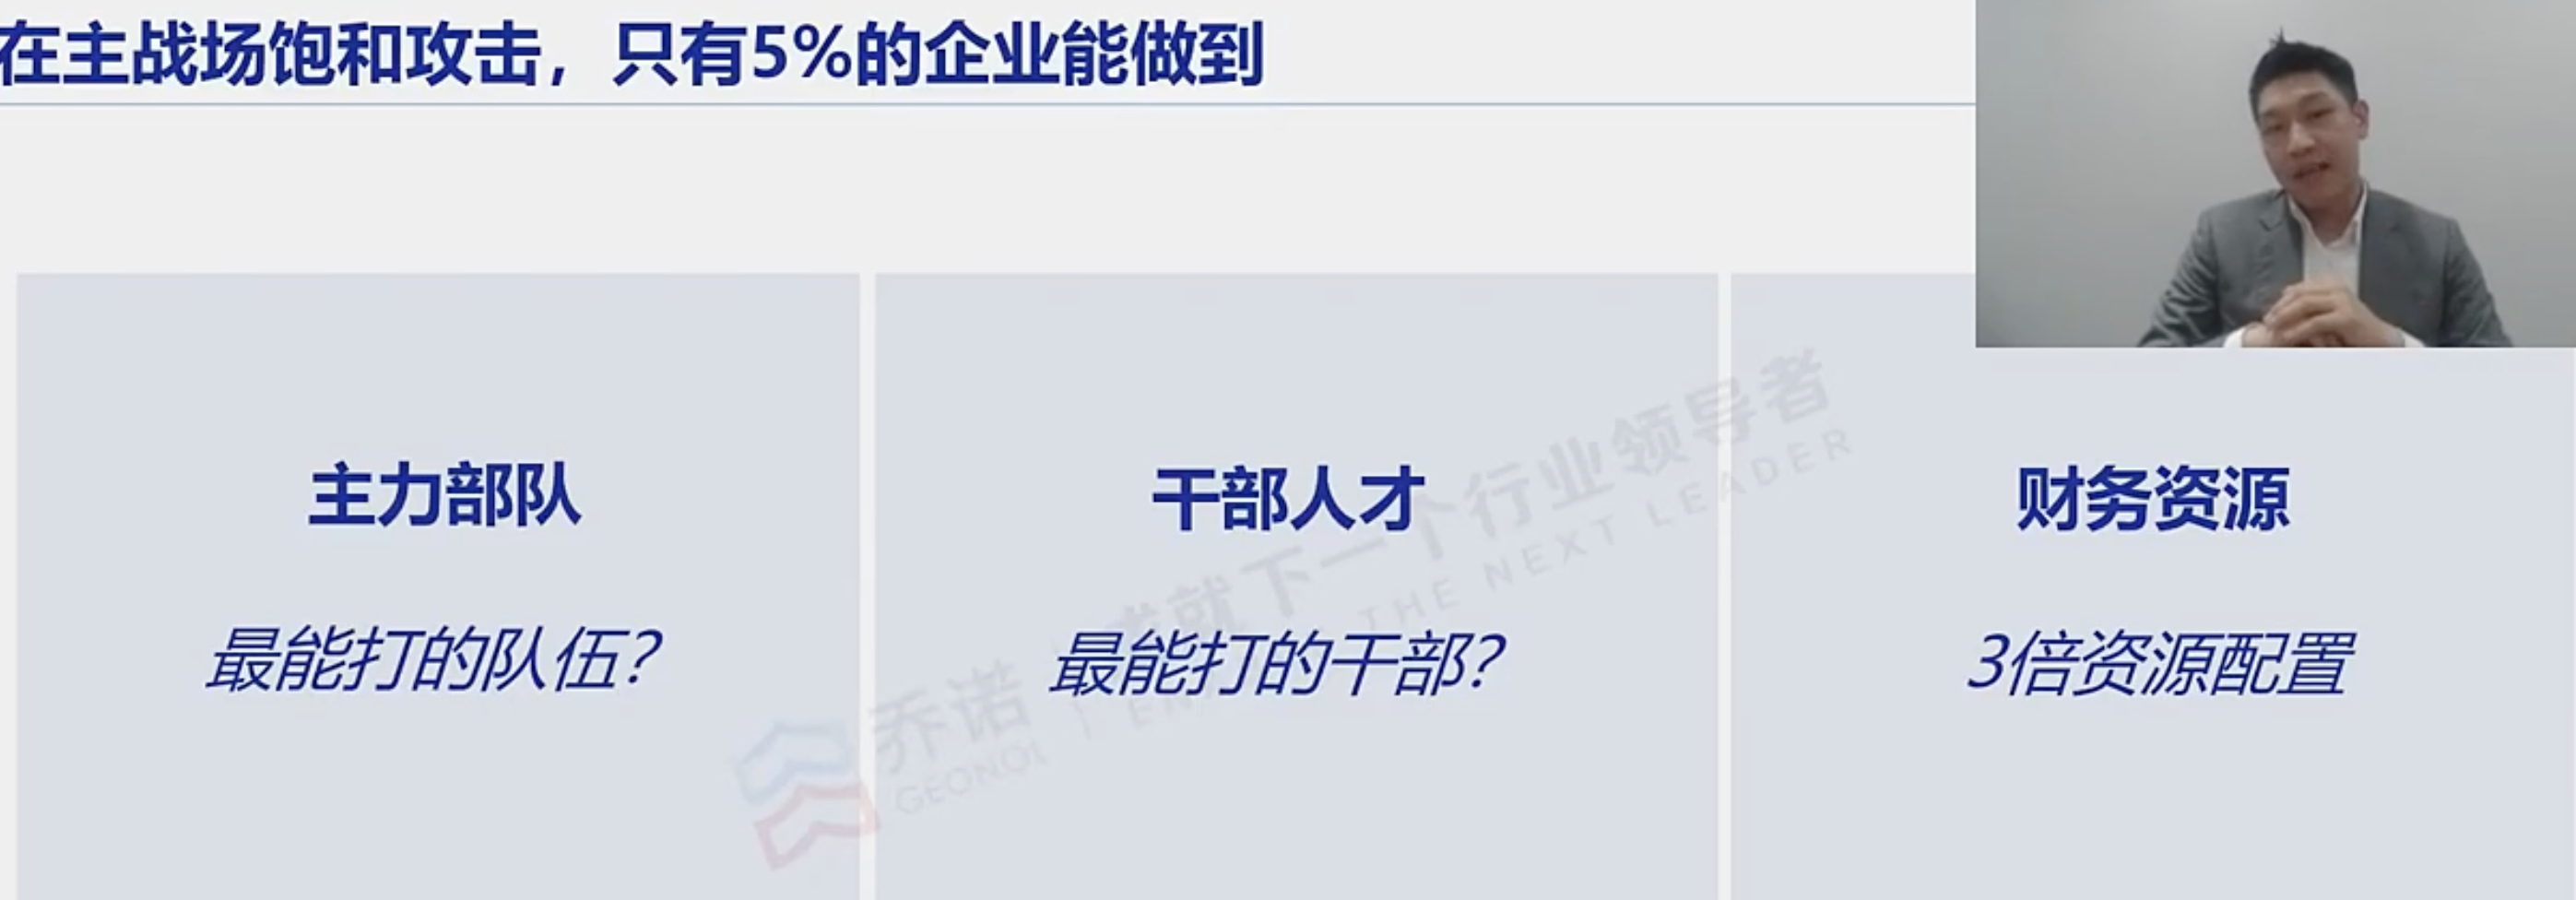 在主战场饱和攻击，只有5%的企业能做到
主力部队
最能打的队伍?
干部人才
最能打的干部?
财务资源
3倍资源配置
乔诺
GEONOL
成就下一个行业领导者
THE NEXT LEADER